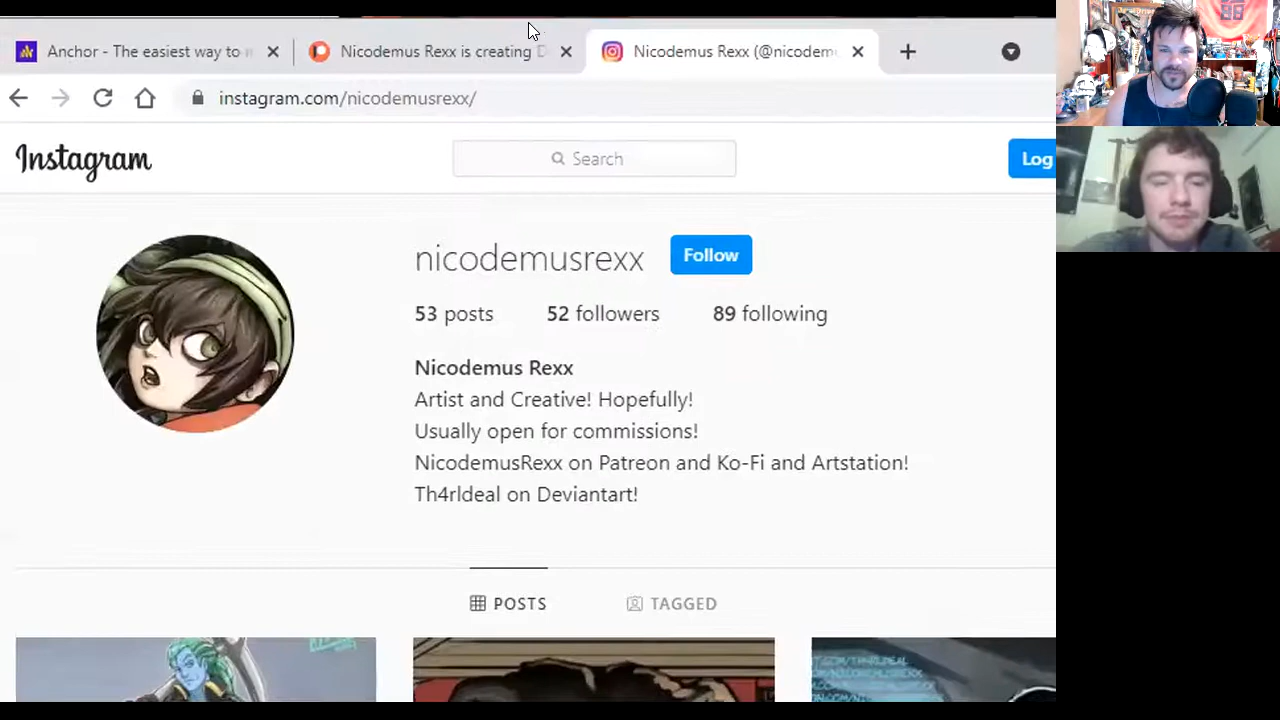 Anchor - The easiest way to
Nicodemus Rexx is creating
Nicodemus Rexx (@nicodem
instagram.com/nicodemusrexx/
Instagram
Search
Log
nicodemusrexx
Follow
53 posts
52 followers
89 following
Nicodemus Rexx
Artist and Creative! Hopefully!
Usually open for commissions!
NicodemusRexx on Patreon and Ko-Fi and Artstation!
Th4rldeal on Deviantart!
POSTS
TAGGED
88